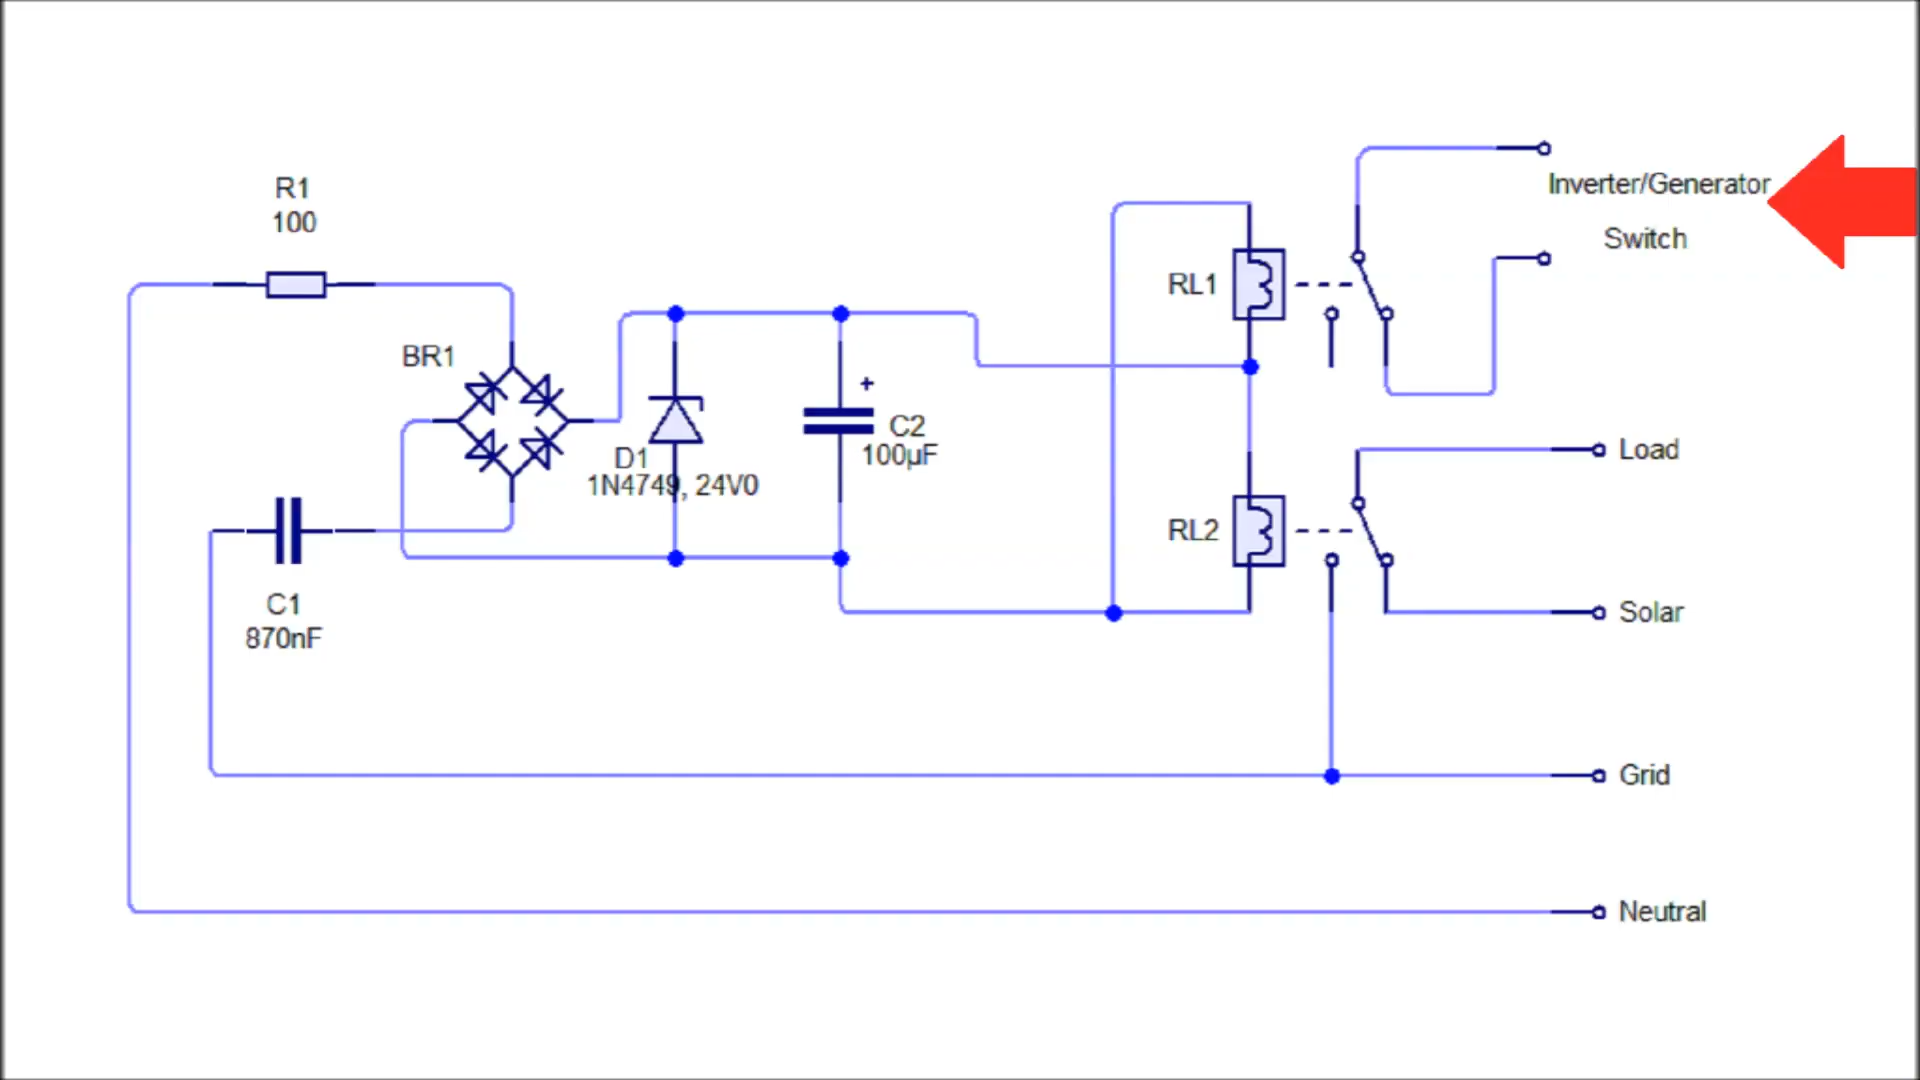 R1
100
BR1
D1
1N4749, 24V0
+
C2
100µF
C1
870nF
RL1
RL2
Inverter/Generator
Switch
Load
Solar
Grid
Neutral